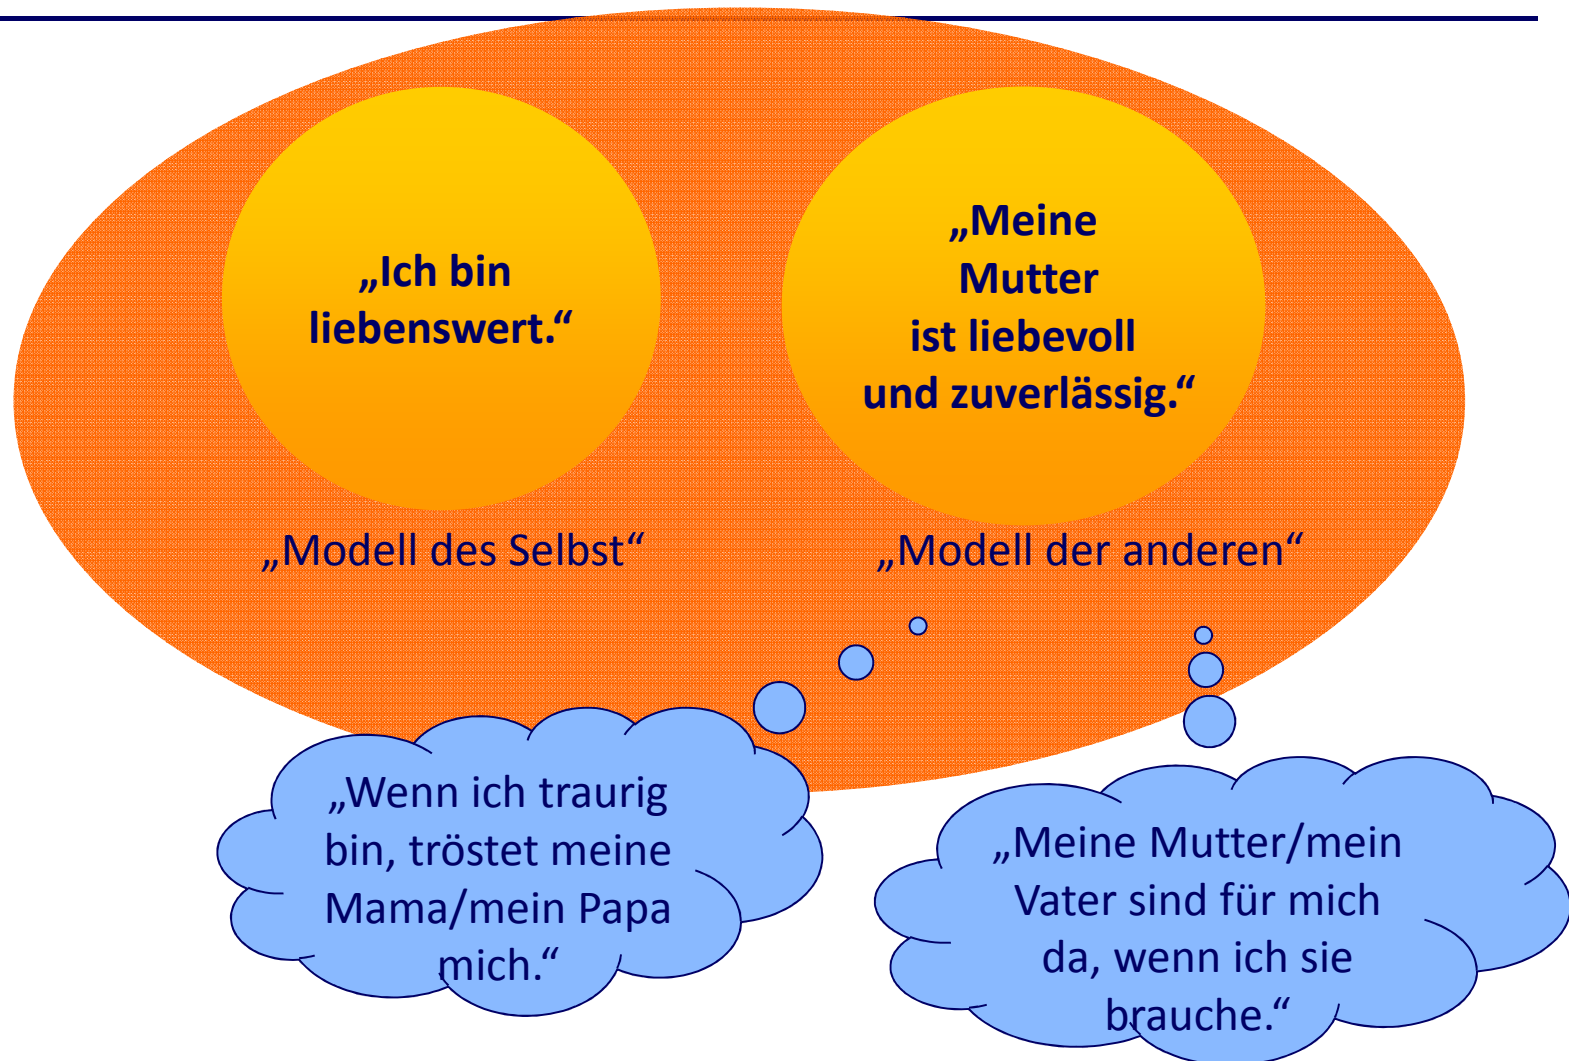 „Ich bin
liebenswert.“
„Meine
Mutter
ist liebevoll
und zuverlässig.“
„Modell des Selbst“
„Modell der anderen“
„Wenn ich traurig
bin, tröstet meine
Mama/mein Papa
mich.“
„Meine Mutter/mein
Vater sind für mich
da, wenn ich sie
brauche.“